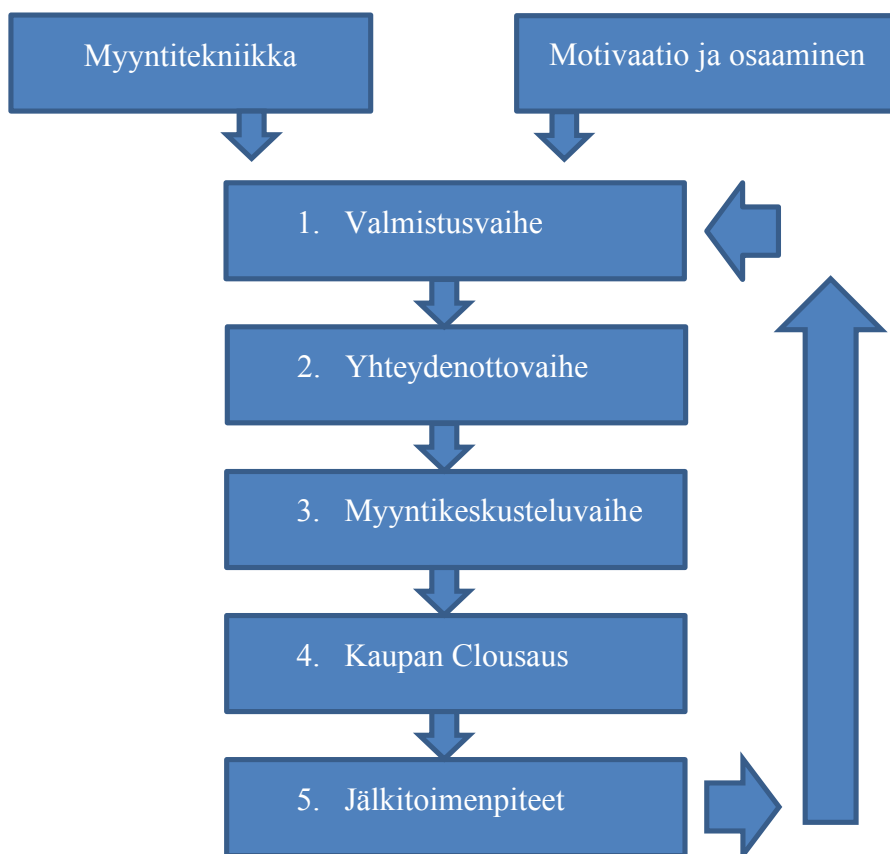 Myyntitekniikka
Motivaatio ja osaaminen
1. Valmistusvaihe
2. Yhteydenottovaihe
3. Myyntikeskusteluvaihe
4. Kaupan Clousaus
5. Jälkitoimenpiteet